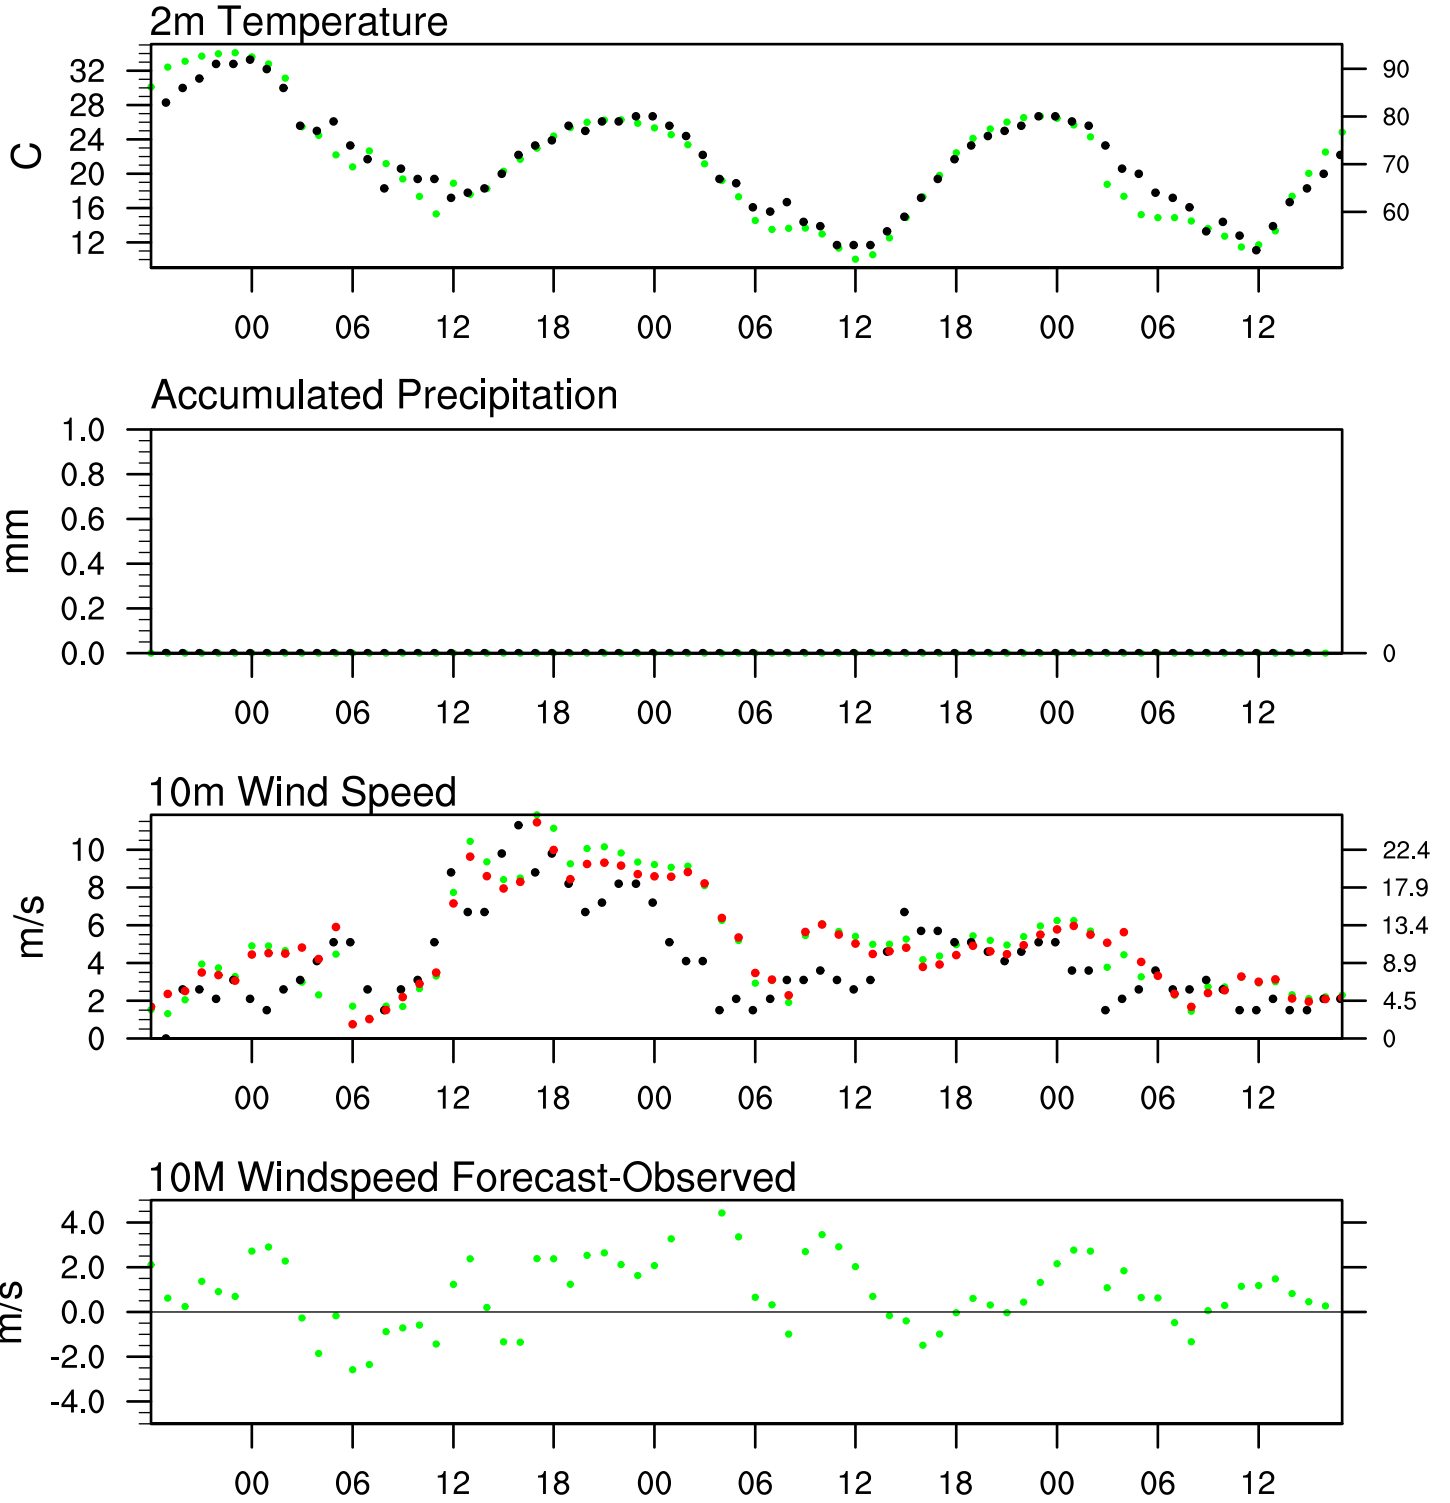 2m Temperature
32
28
24
20
16
12
C
90
80
70
60
00 06 12 18 00 06 12 18 00 06 12
Accumulated Precipitation
1.0
0.8
0.6
0.4
0.2
0.0
mm
0
00 06 12 18 00 06 12 18 00 06 12
10m Wind Speed
10
8
6
4
2
0
m/s
22.4
17.9
13.4
8.9
4.5
0
00 06 12 18 00 06 12 18 00 06 12
10M Windspeed Forecast-Observed
4.0
2.0
0.0
-2.0
-4.0
m/s
00 06 12 18 00 06 12 18 00 06 12